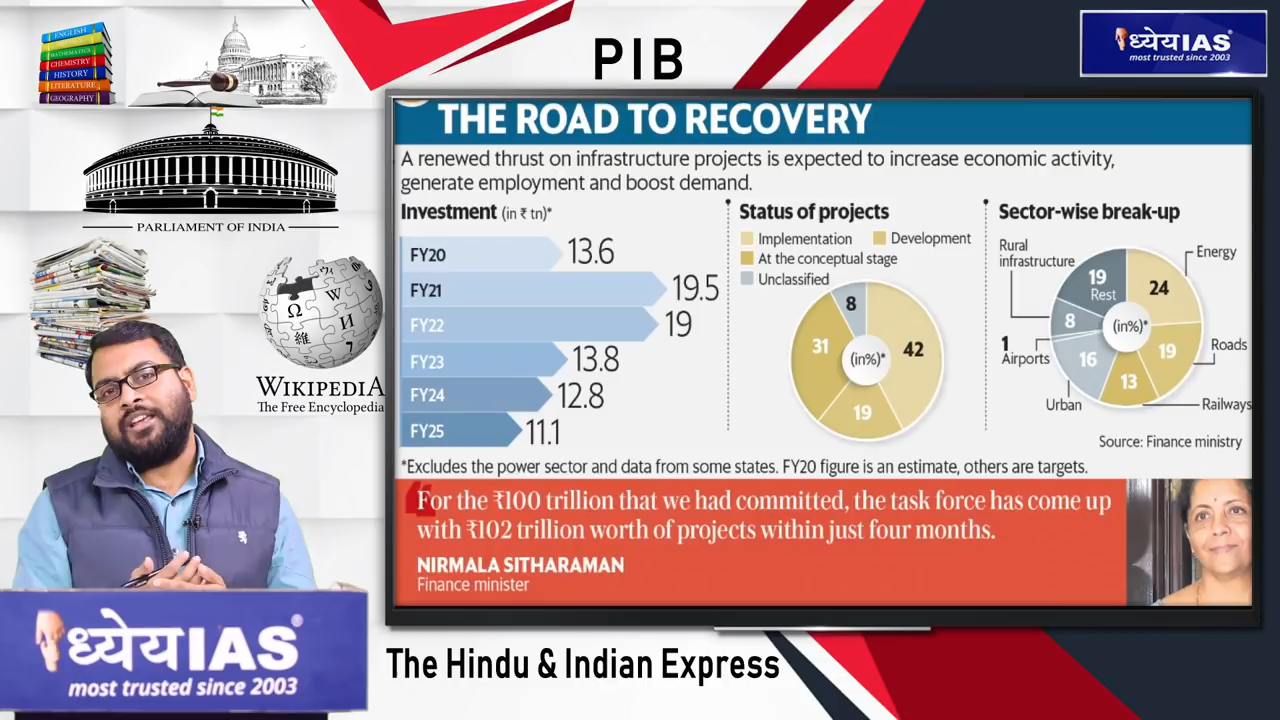 ENGLISH
MATHEMATICS
CHEMISTRY
HISTORY
LITERATURE
GEOGRAPHY
PARLIAMENT OF INDIA
Ω
W
И
維
WIKIPEDIA
The Free Encyclopedia
PIB
ध्येयIAS
most trusted since 2003
THE ROAD TO RECOVERY
A renewed thrust on infrastructure projects is expected to increase economic activity,
generate employment and boost demand.
Investment (in ₹ tn)*
FY20 13.6
FY21 19.5
FY22 19
FY23 13.8
FY24 12.8
FY25 11.1
Status of projects
Implementation Development
At the conceptual stage
Unclassified
8
31 (in%)* 42
19
Sector-wise break-up
Rural
infrastructure
Energy
19
Rest
24
8
(in%)*
1
Airports
Roads
16
19
13
Urban
Railways
Source: Finance ministry
*Excludes the power sector and data from some states. FY20 figure is an estimate, others are targets.
For the ₹100 trillion that we had committed, the task force has come up
with ₹102 trillion worth of projects within just four months.
NIRMALA SITHARAMAN
Finance minister
ध्येयIAS®
most trusted since 2003
The Hindu & Indian Express